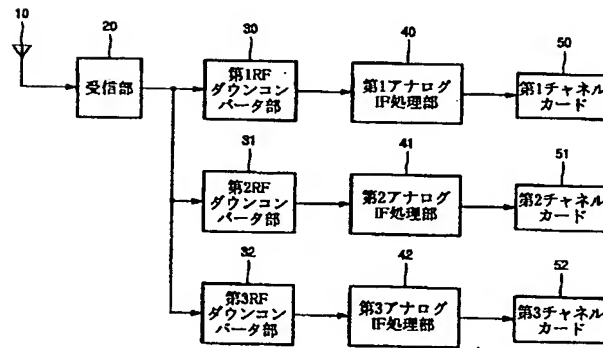 10
20
30
40
50
受信部
第1RF
ダウンコン
バータ部
第1アナログ
IF処理部
第1チャネル
カード
31
41
51
第2RF
ダウンコン
バータ部
第2アナログ
IF処理部
第2チャネル
カード
32
42
52
第3RF
ダウンコン
バータ部
第3アナログ
IF処理部
第3チャネル
カード